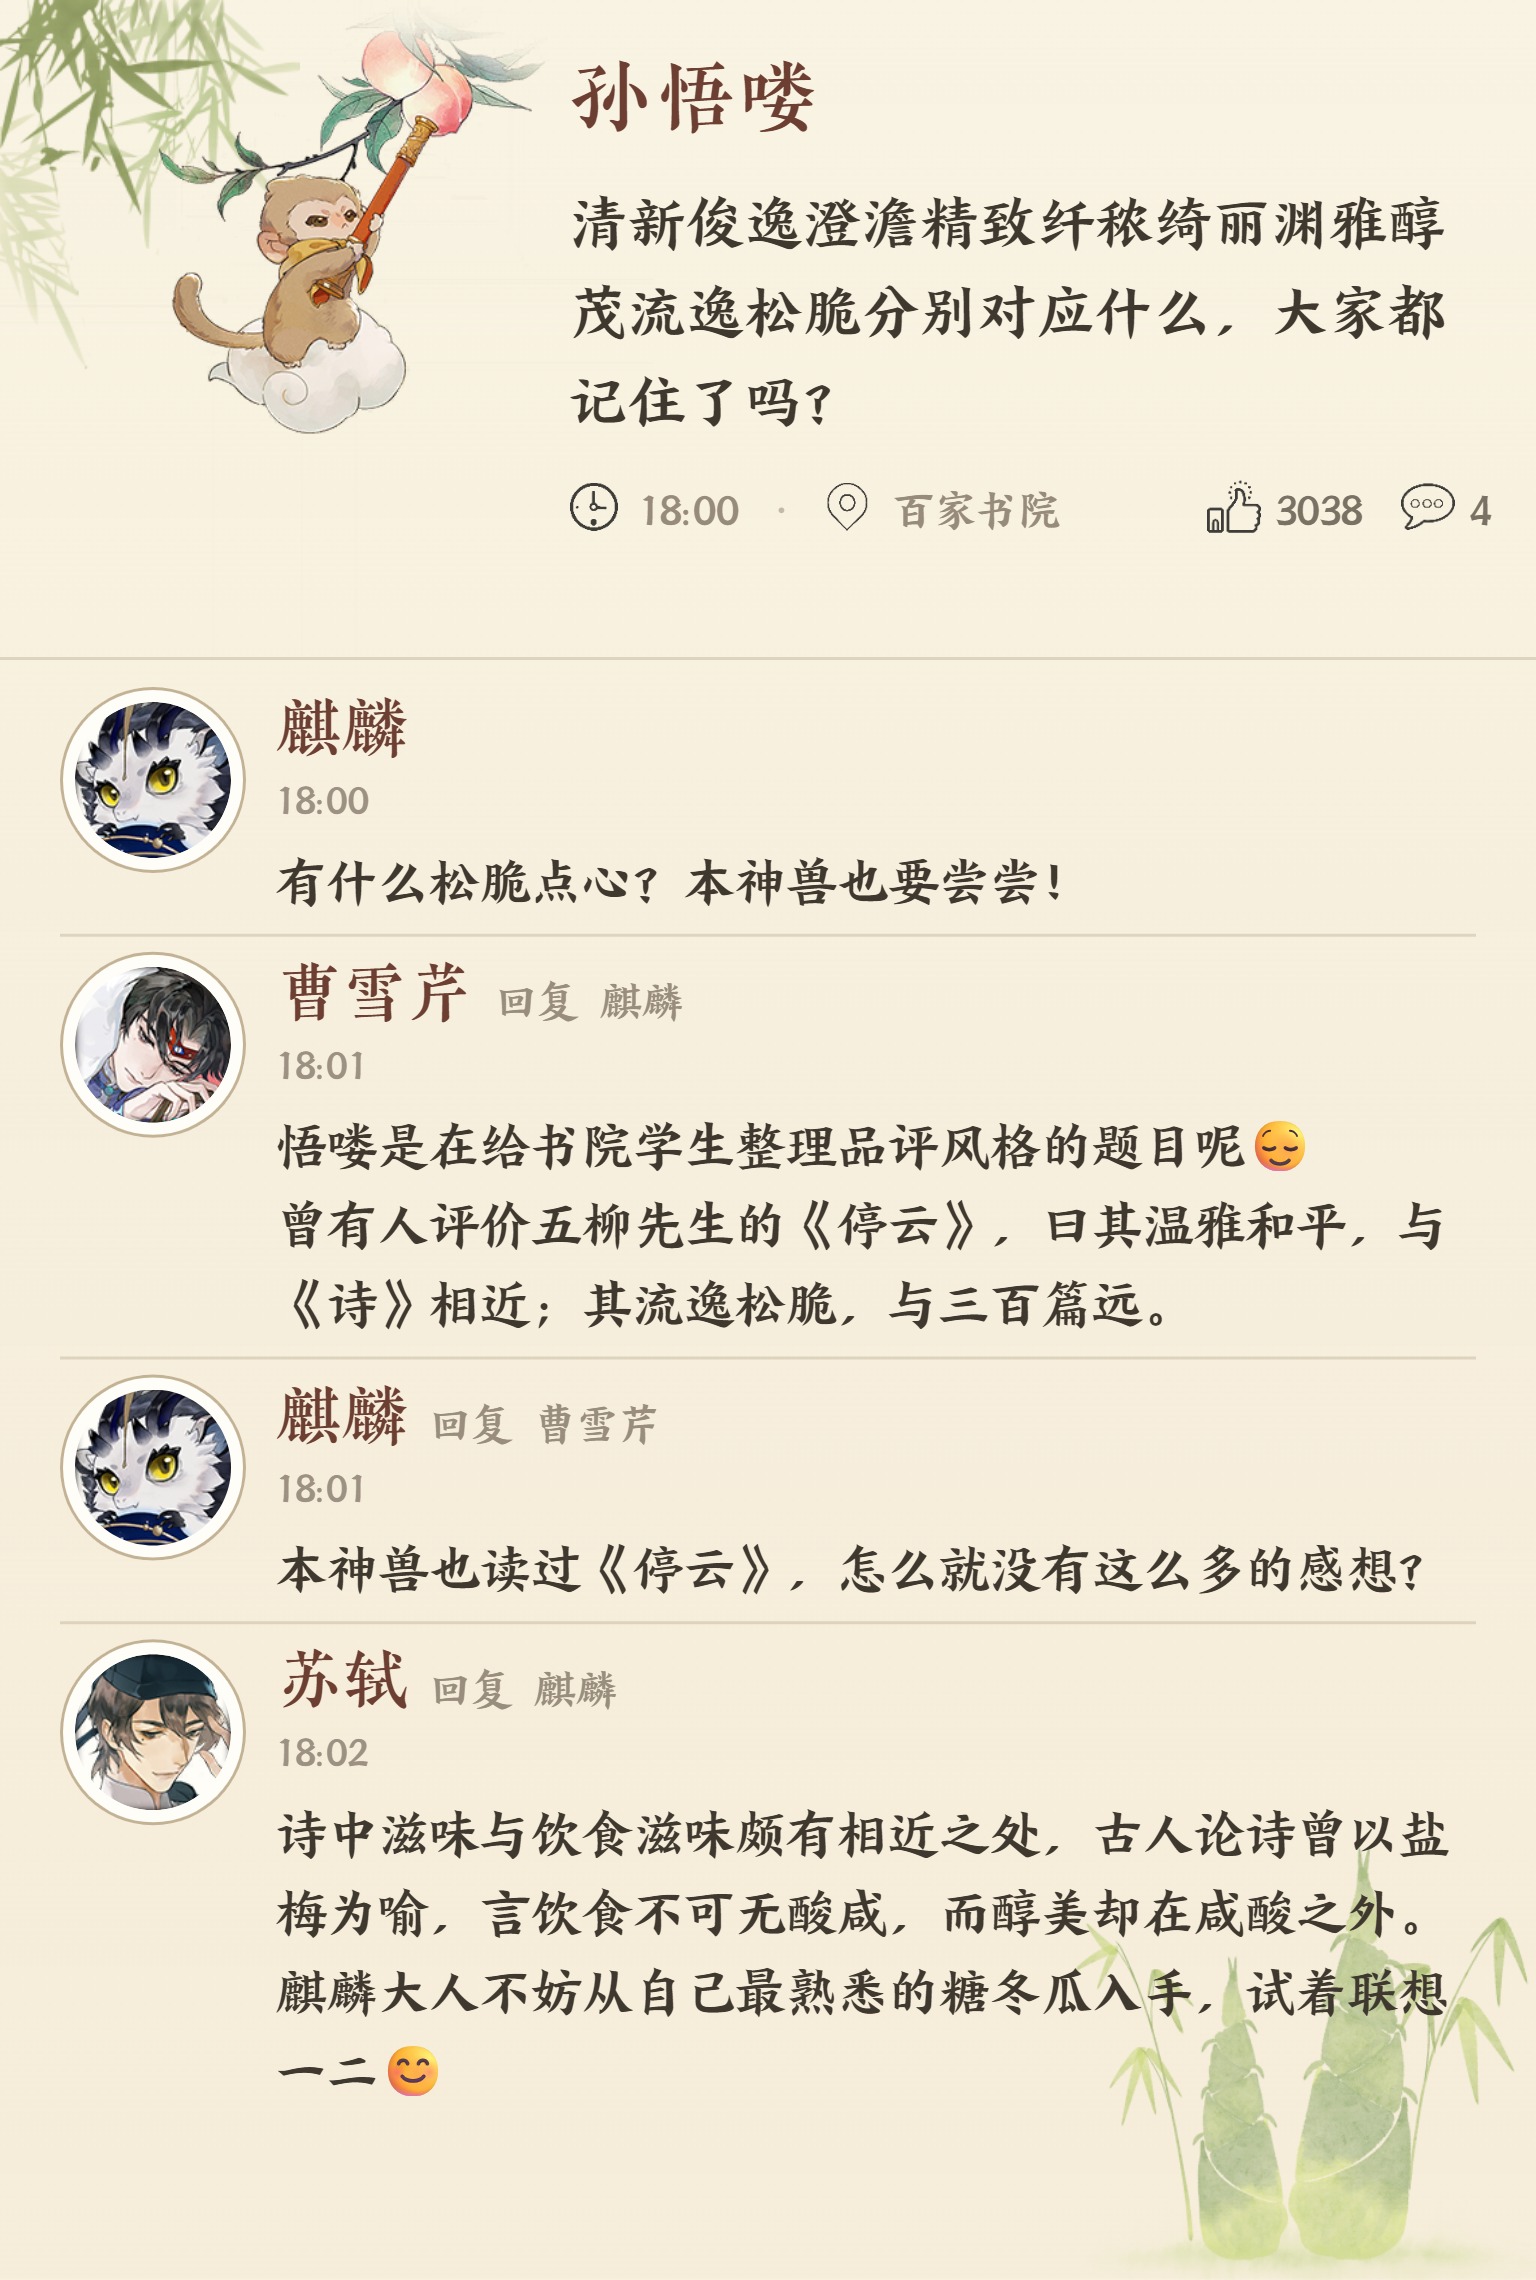 孙悟喽
清新俊逸澄澹精致纤秾绮丽渊雅醇
茂流逸松脆分别对应什么，大家都
记住了吗？
18:00 · 百家书院 3038 4
麒麟
18:00
有什么松脆点心？本神兽也要尝尝！
曹雪芹 回复 麒麟
18:01
悟喽是在给书院学生整理品评风格的题目呢😌
曾有人评价五柳先生的《停云》，曰其温雅和平，与
《诗》相近；其流逸松脆，与三百篇远。
麒麟 回复 曹雪芹
18:01
本神兽也读过《停云》，怎么就没有这么多的感想？
苏轼 回复 麒麟
18:02
诗中滋味与饮食滋味颇有相近之处，古人论诗曾以盐
梅为喻，言饮食不可无酸咸，而醇美却在咸酸之外。
麒麟大人不妨从自己最熟悉的糖冬瓜入手，试着联想
一二😊